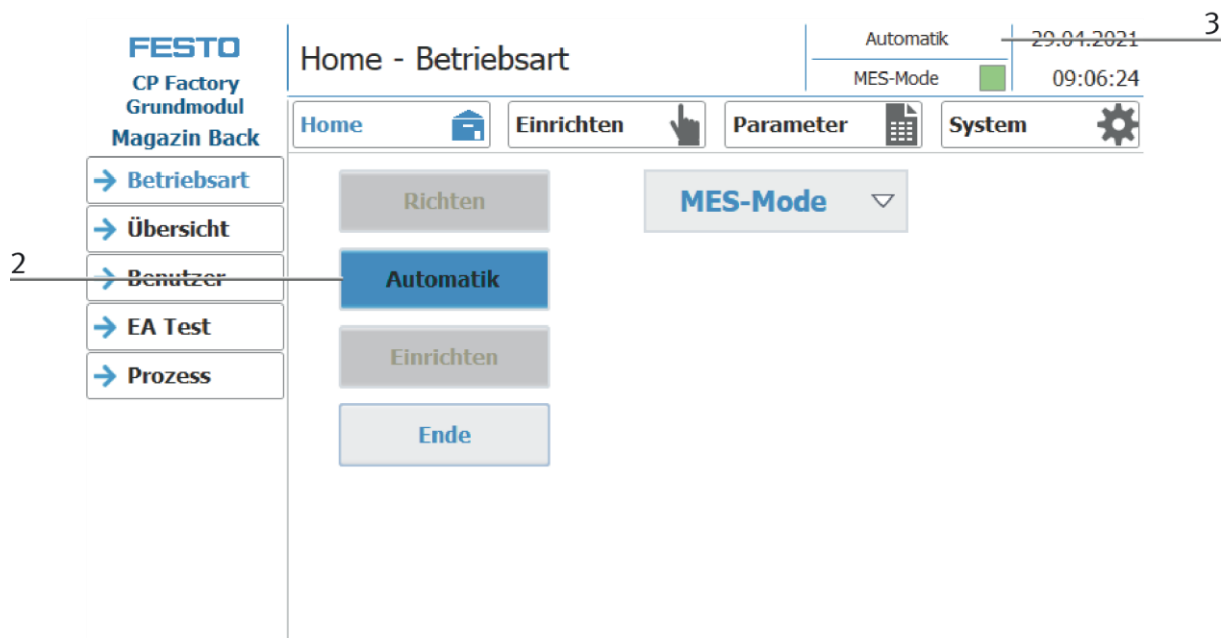 FESTO
CP Factory
Grundmodul
Magazin Back
Home - Betriebsart
Automatik
MES-Mode
29.04.2021
09:06:24
3
Home
Einrichten
Parameter
System
Betriebsart
Übersicht
Benutzer
EA Test
Prozess
2
Richten
MES-Mode
Automatik
Einrichten
Ende